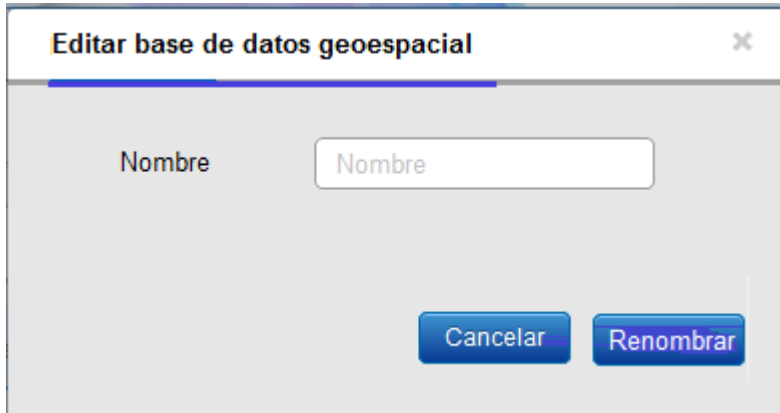 Editar base de datos geoespacial ×
Nombre Nombre
Cancelar Renombrar